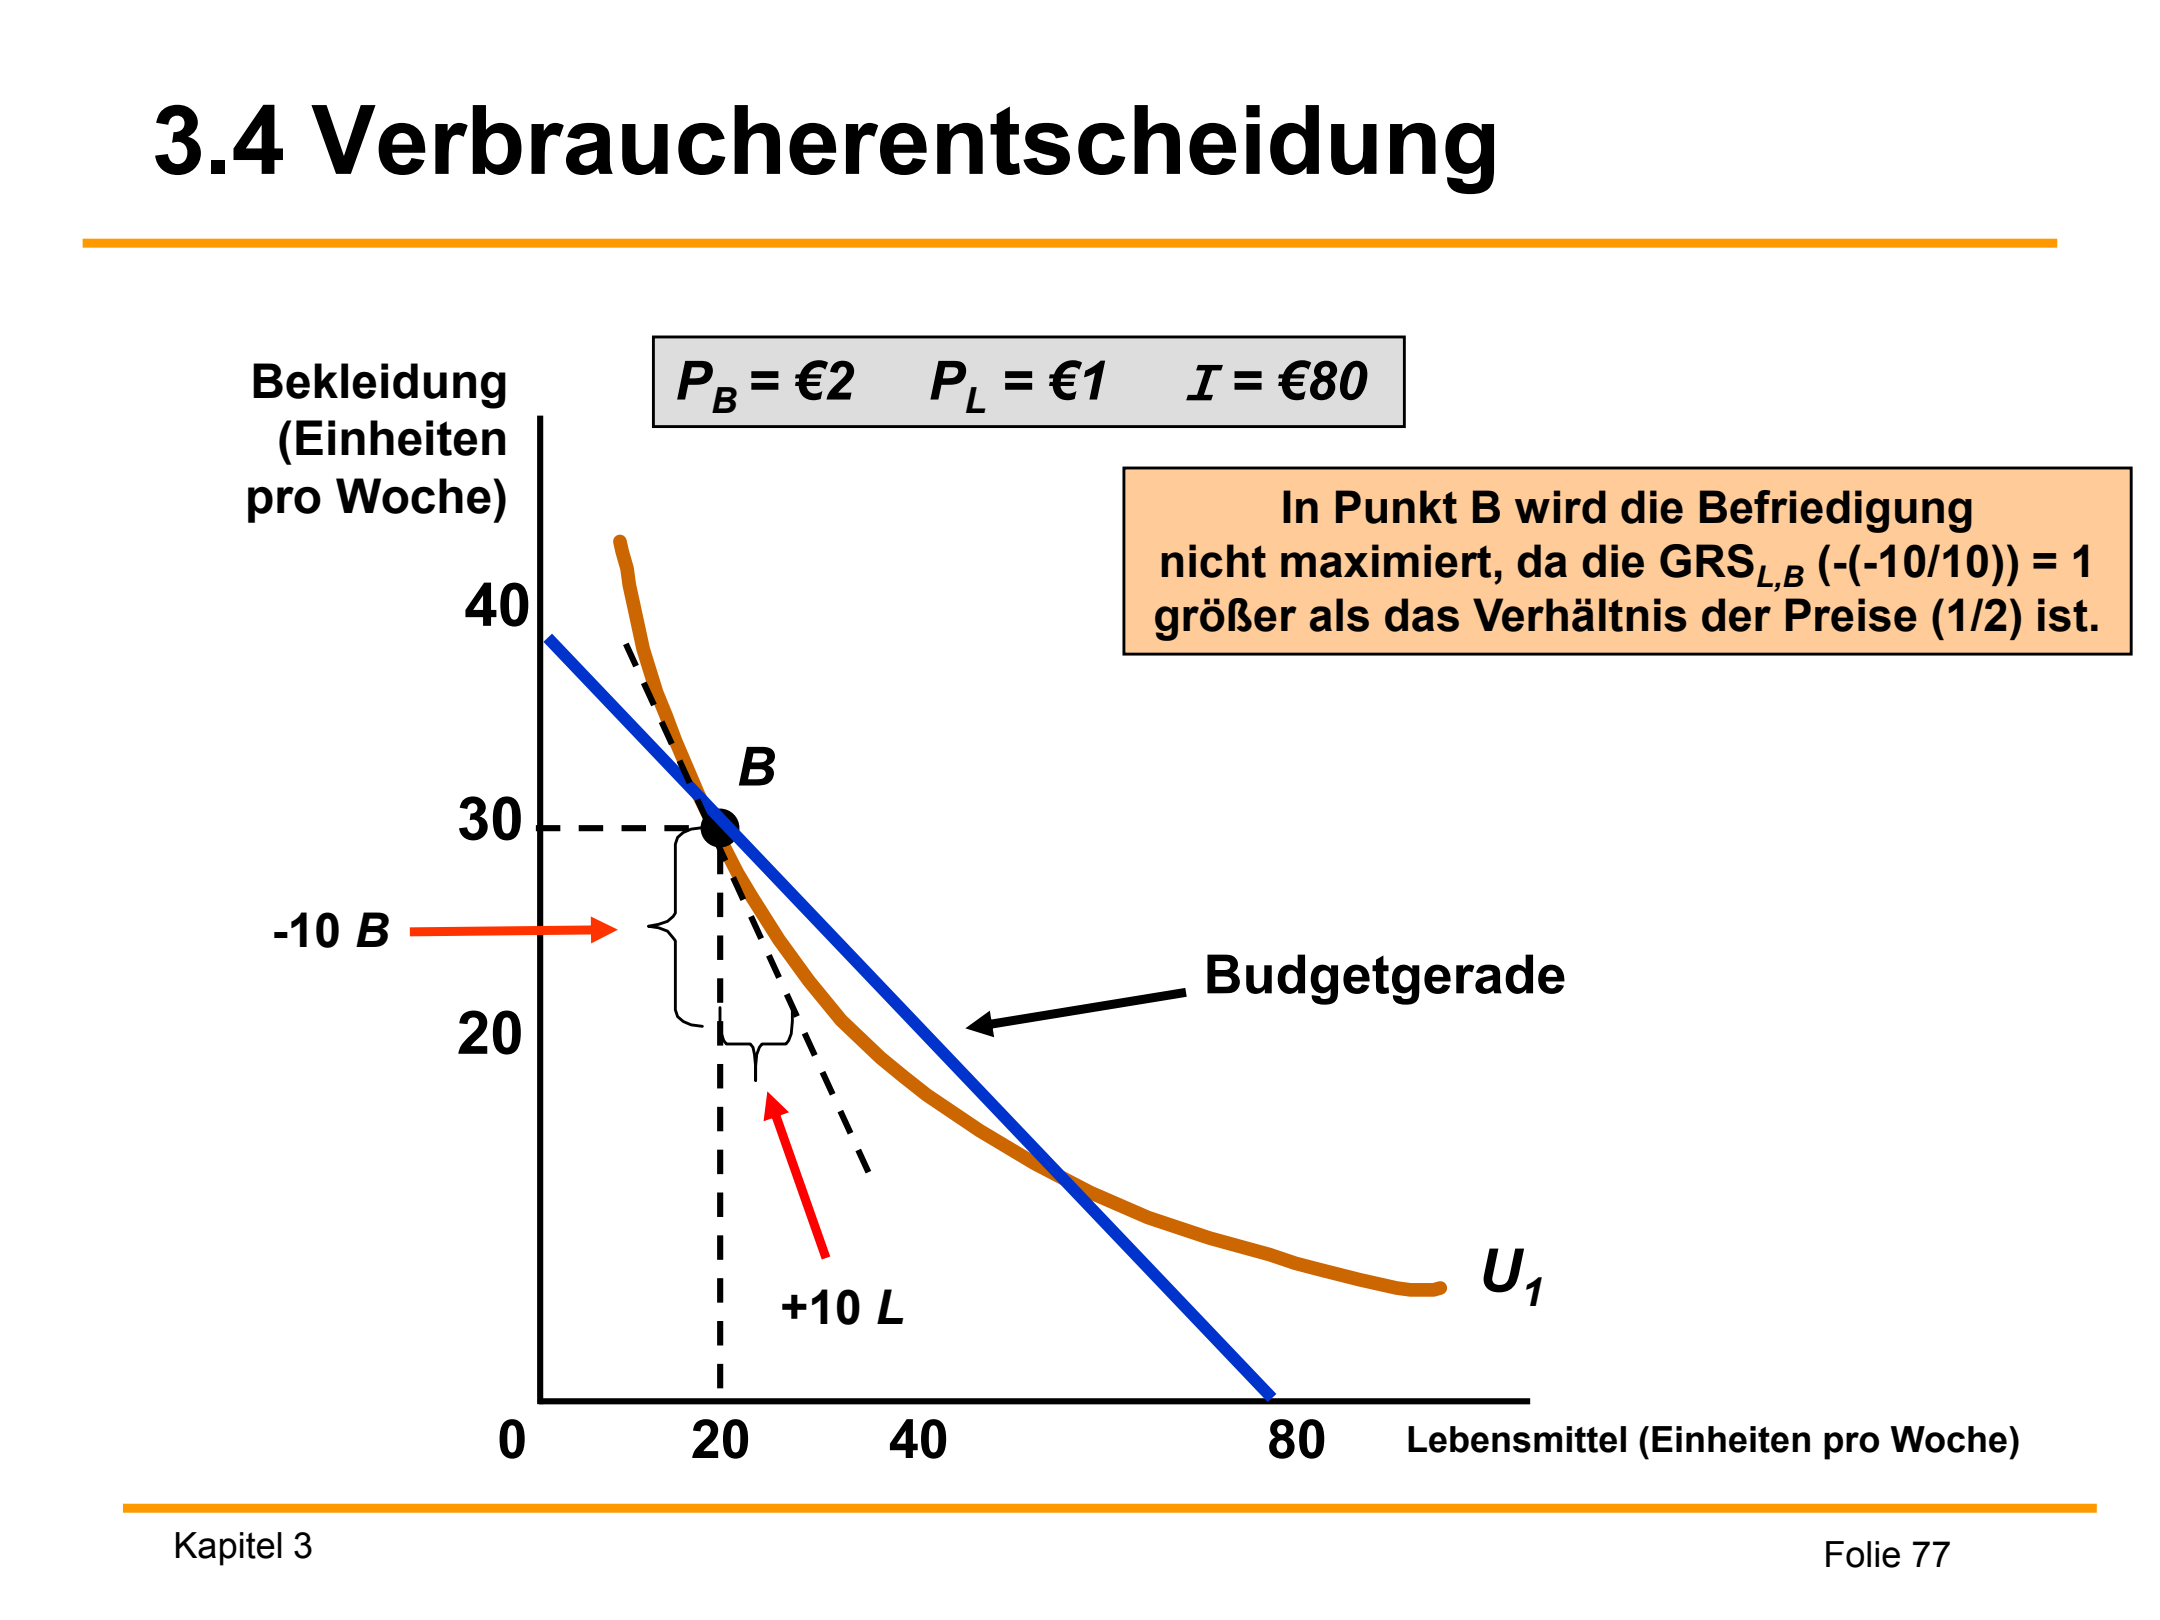 3.4 Verbraucherentscheidung
P_B = €2 P_L = €1 I = €80
Bekleidung
(Einheiten
pro Woche)
In Punkt B wird die Befriedigung
nicht maximiert, da die GRS_L,B (-(-10/10)) = 1
größer als das Verhältnis der Preise (1/2) ist.
40
B
30
-10 B
Budgetgerade
20
+10 L
U_1
0 20 40 80 Lebensmittel (Einheiten pro Woche)
Kapitel 3
Folie 77